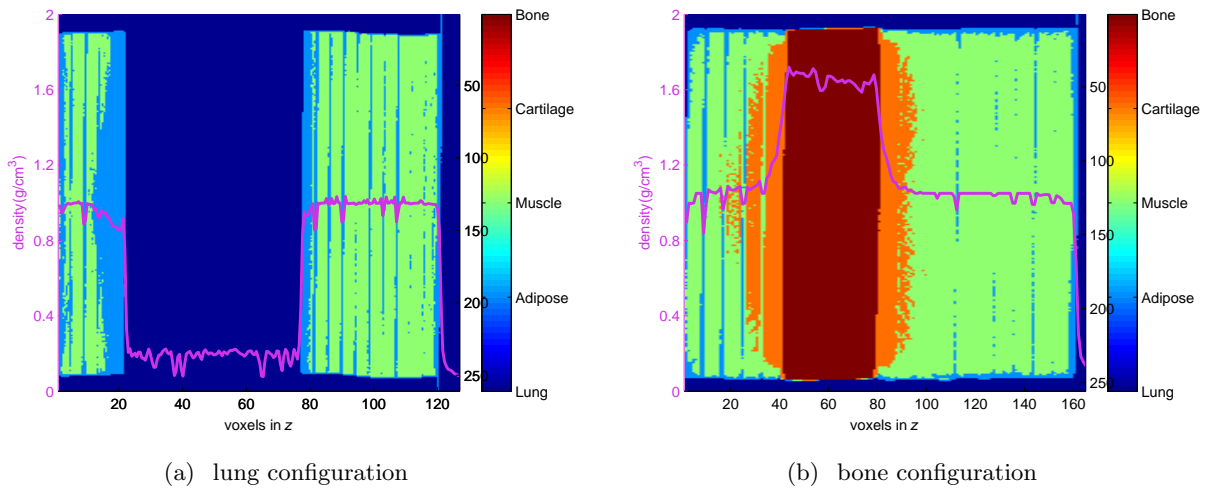 2
1.6
1.2
0.8
0.4
0
density(g/cm³)
20
40
60
80
100
120
voxels in z
50
100
150
200
250
Bone
Cartilage
Muscle
Adipose
Lung
(a) lung configuration
2
1.6
1.2
0.8
0.4
0
density(g/cm³)
20
40
60
80
100
120
140
160
voxels in z
50
100
150
200
250
Bone
Cartilage
Muscle
Adipose
Lung
(b) bone configuration